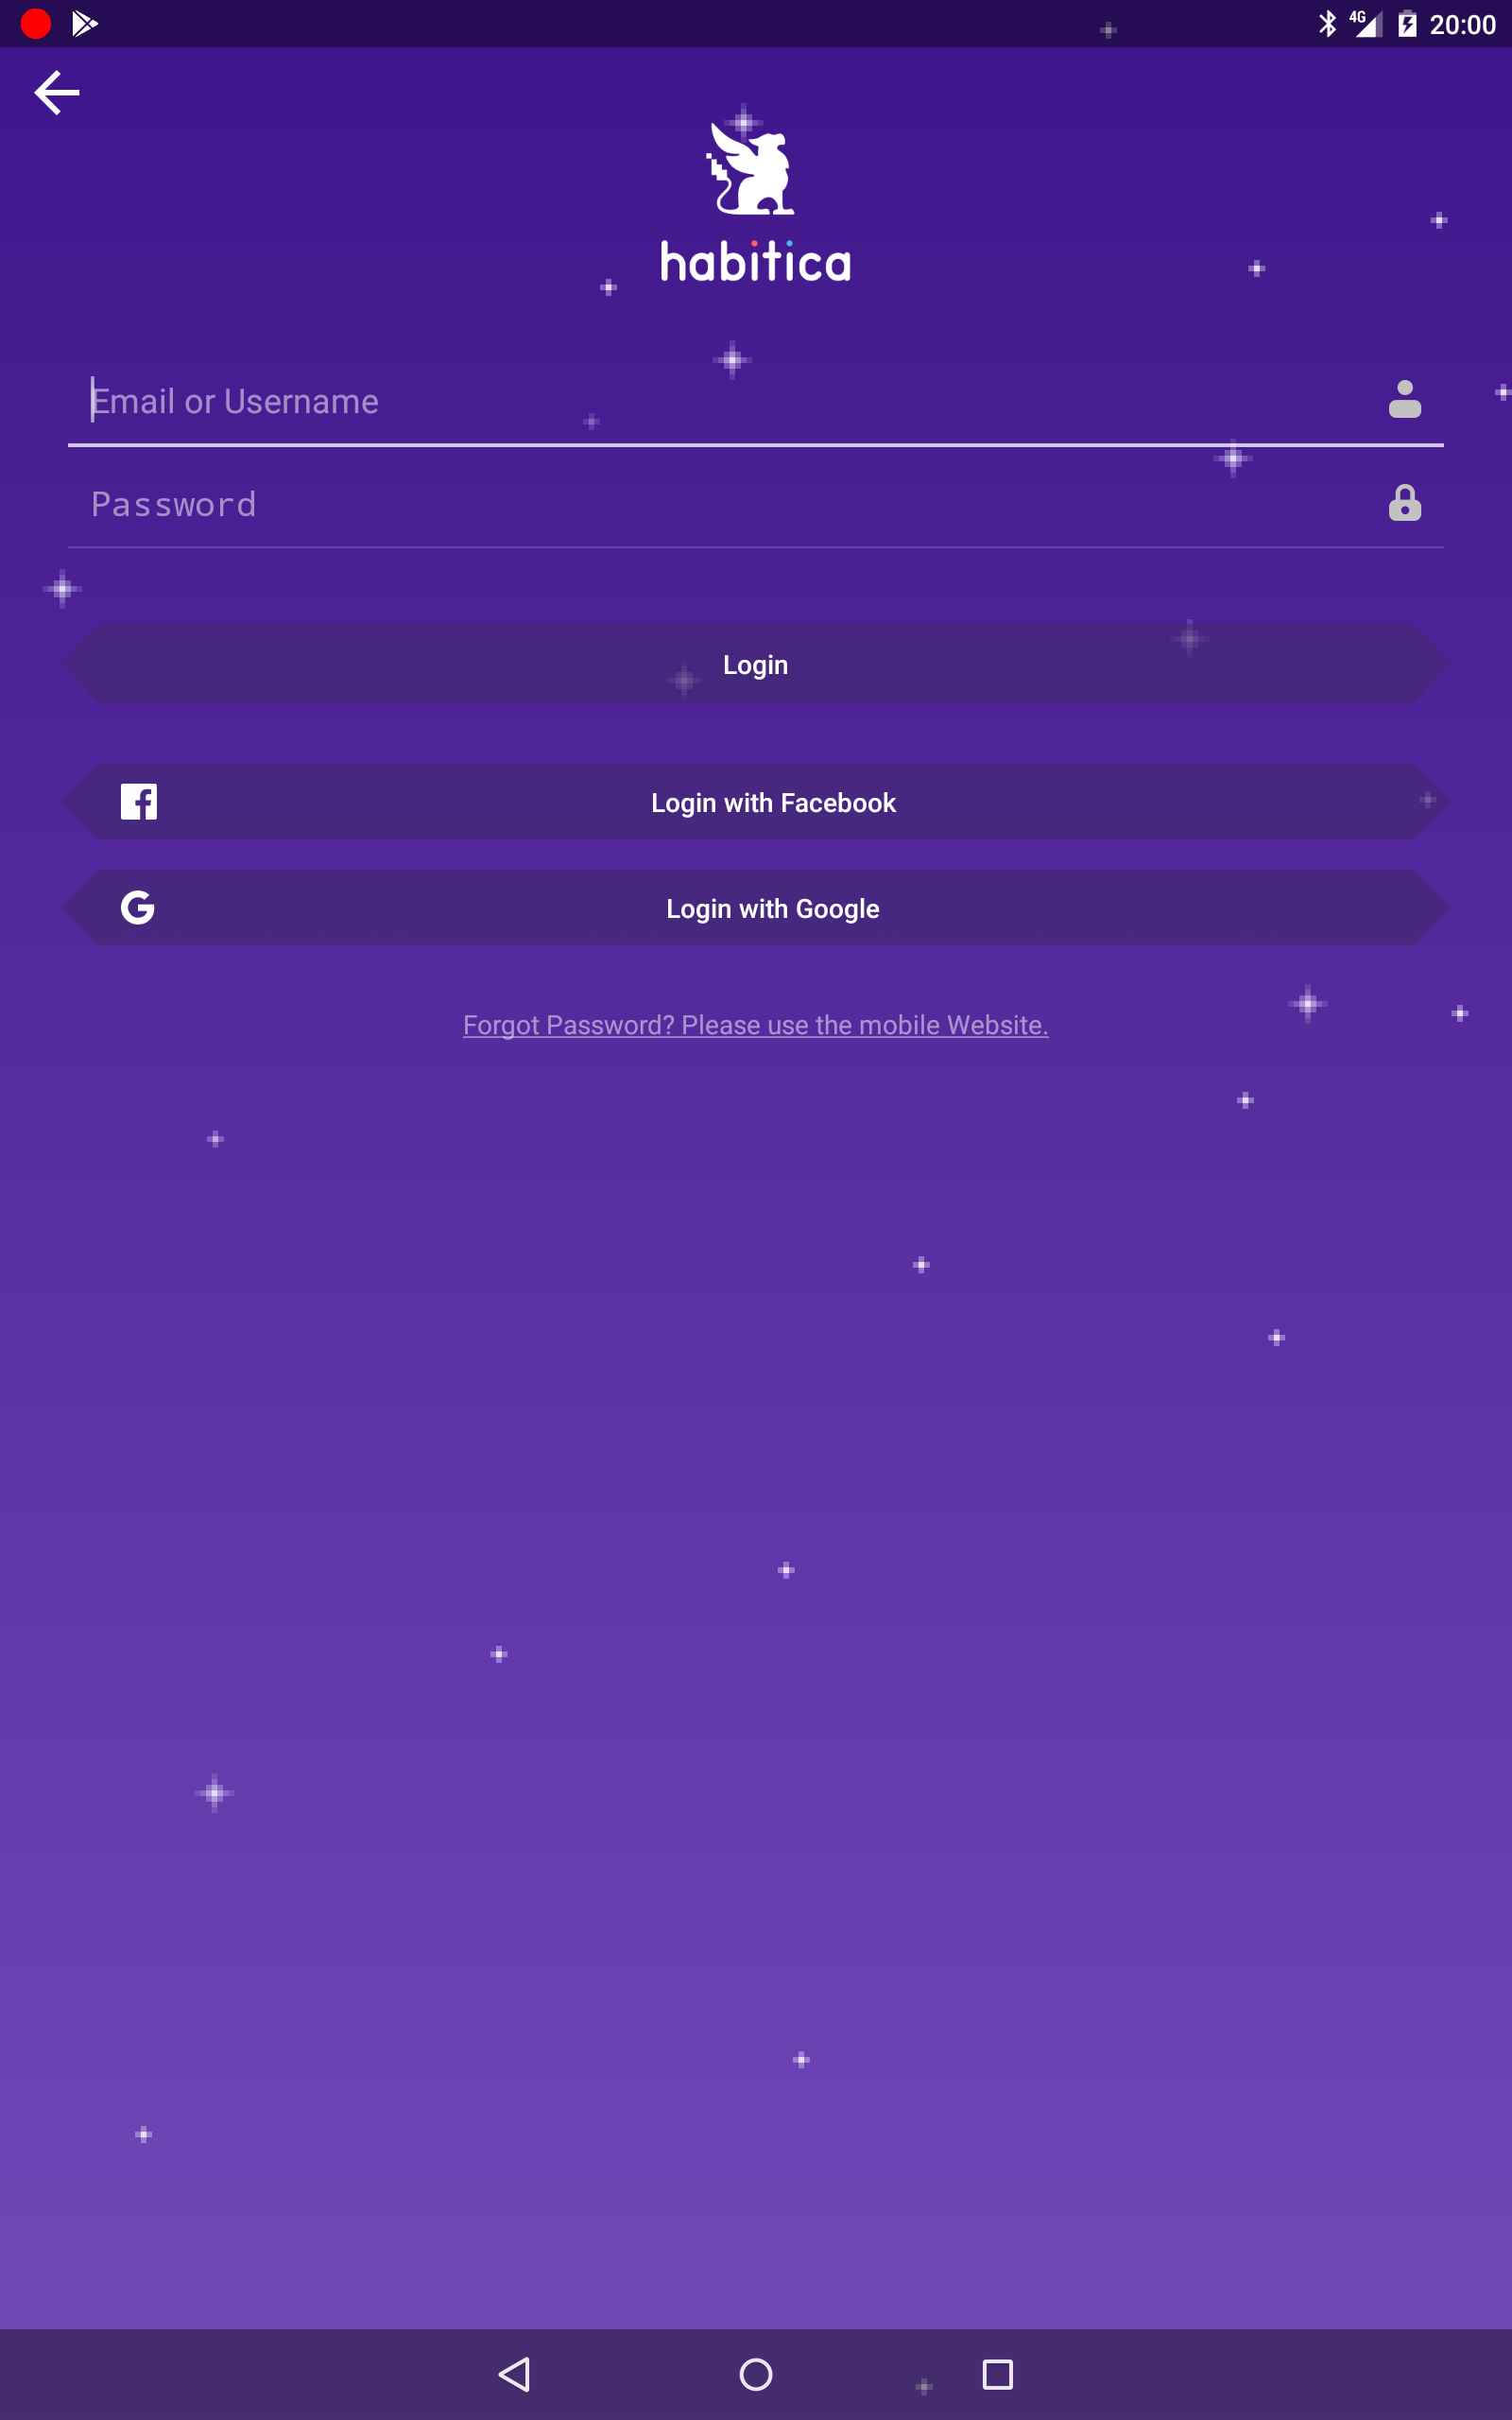 4G 20:00
habitica
Email or Username
Password
Login
Login with Facebook
Login with Google
Forgot Password? Please use the mobile Website.